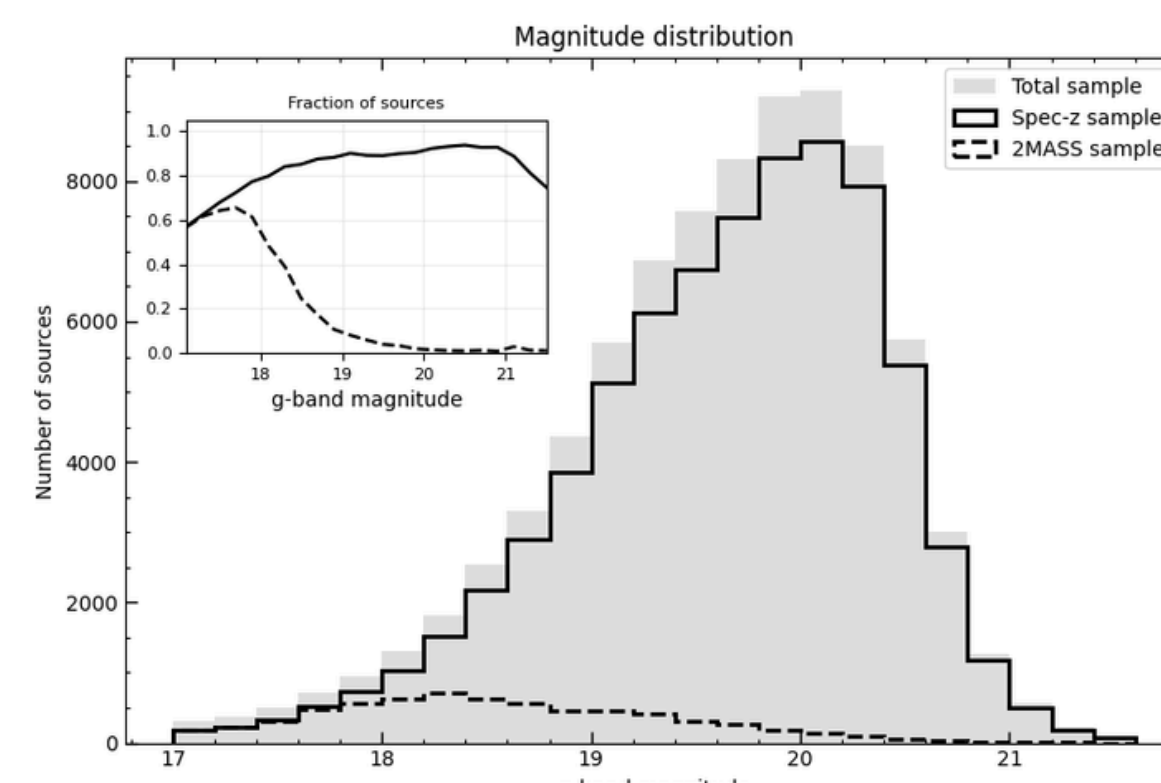 Magnitude distribution
Total sample
Spec-z sample
2MASS sample
Fraction of sources
1.0
0.8
0.6
0.4
0.2
0.0
18 19 20 21
g-band magnitude
Number of sources
8000
6000
4000
2000
0
17 18 19 20 21